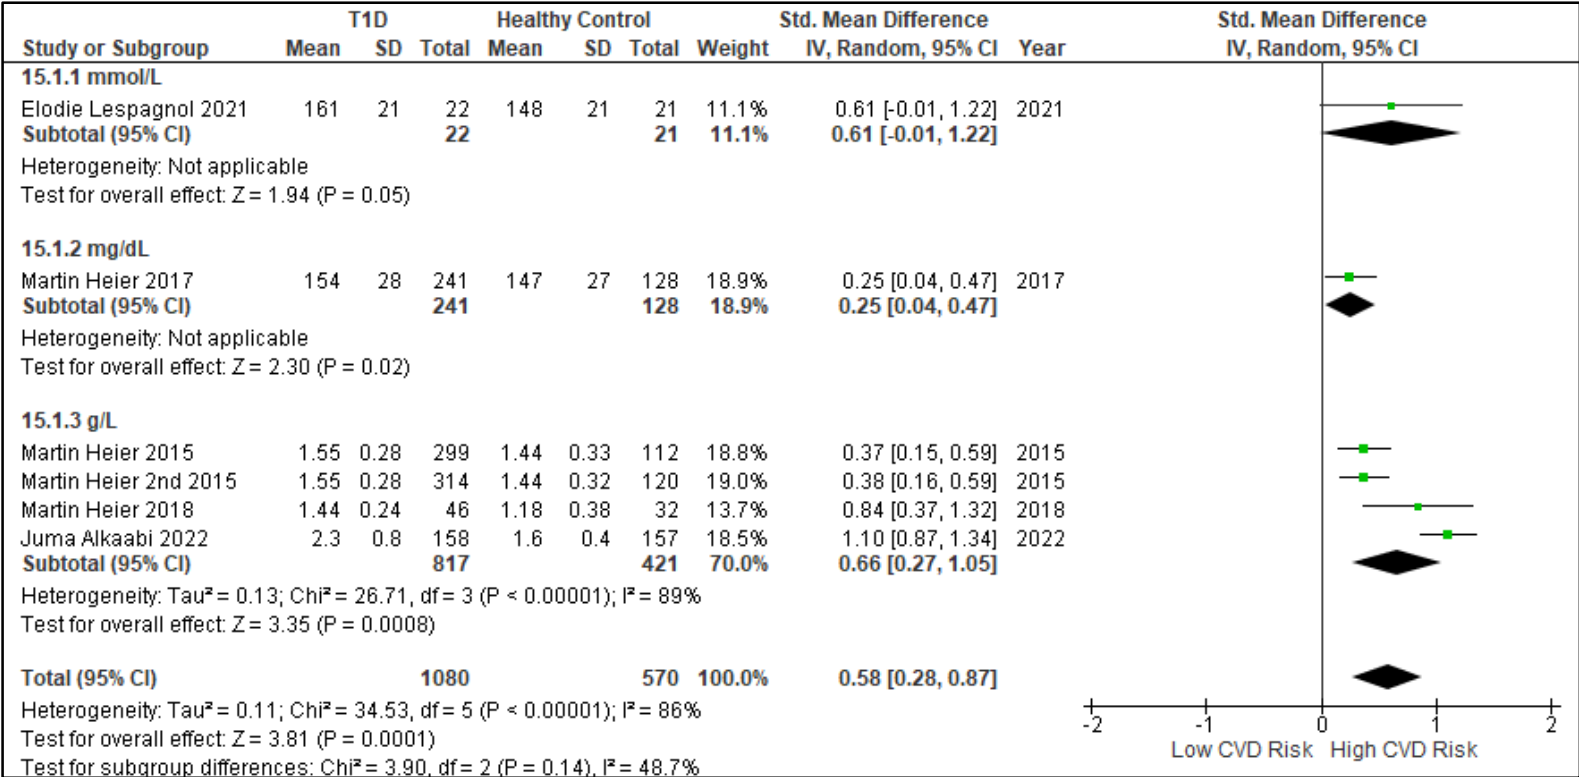 T1D Healthy Control Std. Mean Difference Std. Mean Difference
Study or Subgroup Mean SD Total Mean SD Total Weight IV, Random, 95% CI Year IV, Random, 95% CI
15.1.1 mmol/L
Elodie Lespagnol 2021 161 21 22 148 21 21 11.1% 0.61 [-0.01, 1.22] 2021
Subtotal (95% CI) 22 21 11.1% 0.61 [-0.01, 1.22]
Heterogeneity: Not applicable
Test for overall effect: Z = 1.94 (P = 0.05)
15.1.2 mg/dL
Martin Heier 2017 154 28 241 147 27 128 18.9% 0.25 [0.04, 0.47] 2017
Subtotal (95% CI) 241 128 18.9% 0.25 [0.04, 0.47]
Heterogeneity: Not applicable
Test for overall effect: Z = 2.30 (P = 0.02)
15.1.3 g/L
Martin Heier 2015 1.55 0.28 299 1.44 0.33 112 18.8% 0.37 [0.15, 0.59] 2015
Martin Heier 2nd 2015 1.55 0.28 314 1.44 0.32 120 19.0% 0.38 [0.16, 0.59] 2015
Martin Heier 2018 1.44 0.24 46 1.18 0.38 32 13.7% 0.84 [0.37, 1.32] 2018
Juma Alkaabi 2022 2.3 0.8 158 1.6 0.4 157 18.5% 1.10 [0.87, 1.34] 2022
Subtotal (95% CI) 817 421 70.0% 0.66 [0.27, 1.05]
Heterogeneity: Tau² = 0.13; Chi² = 26.71, df = 3 (P < 0.00001); I² = 89%
Test for overall effect: Z = 3.35 (P = 0.0008)
Total (95% CI) 1080 570 100.0% 0.58 [0.28, 0.87]
Heterogeneity: Tau² = 0.11; Chi² = 34.53, df = 5 (P < 0.00001); I² = 86%
Test for overall effect: Z = 3.81 (P = 0.0001)
Test for subgroup differences: Chi² = 3.90, df = 2 (P = 0.14), I² = 48.7%
-2 -1 0 1 2
Low CVD Risk High CVD Risk